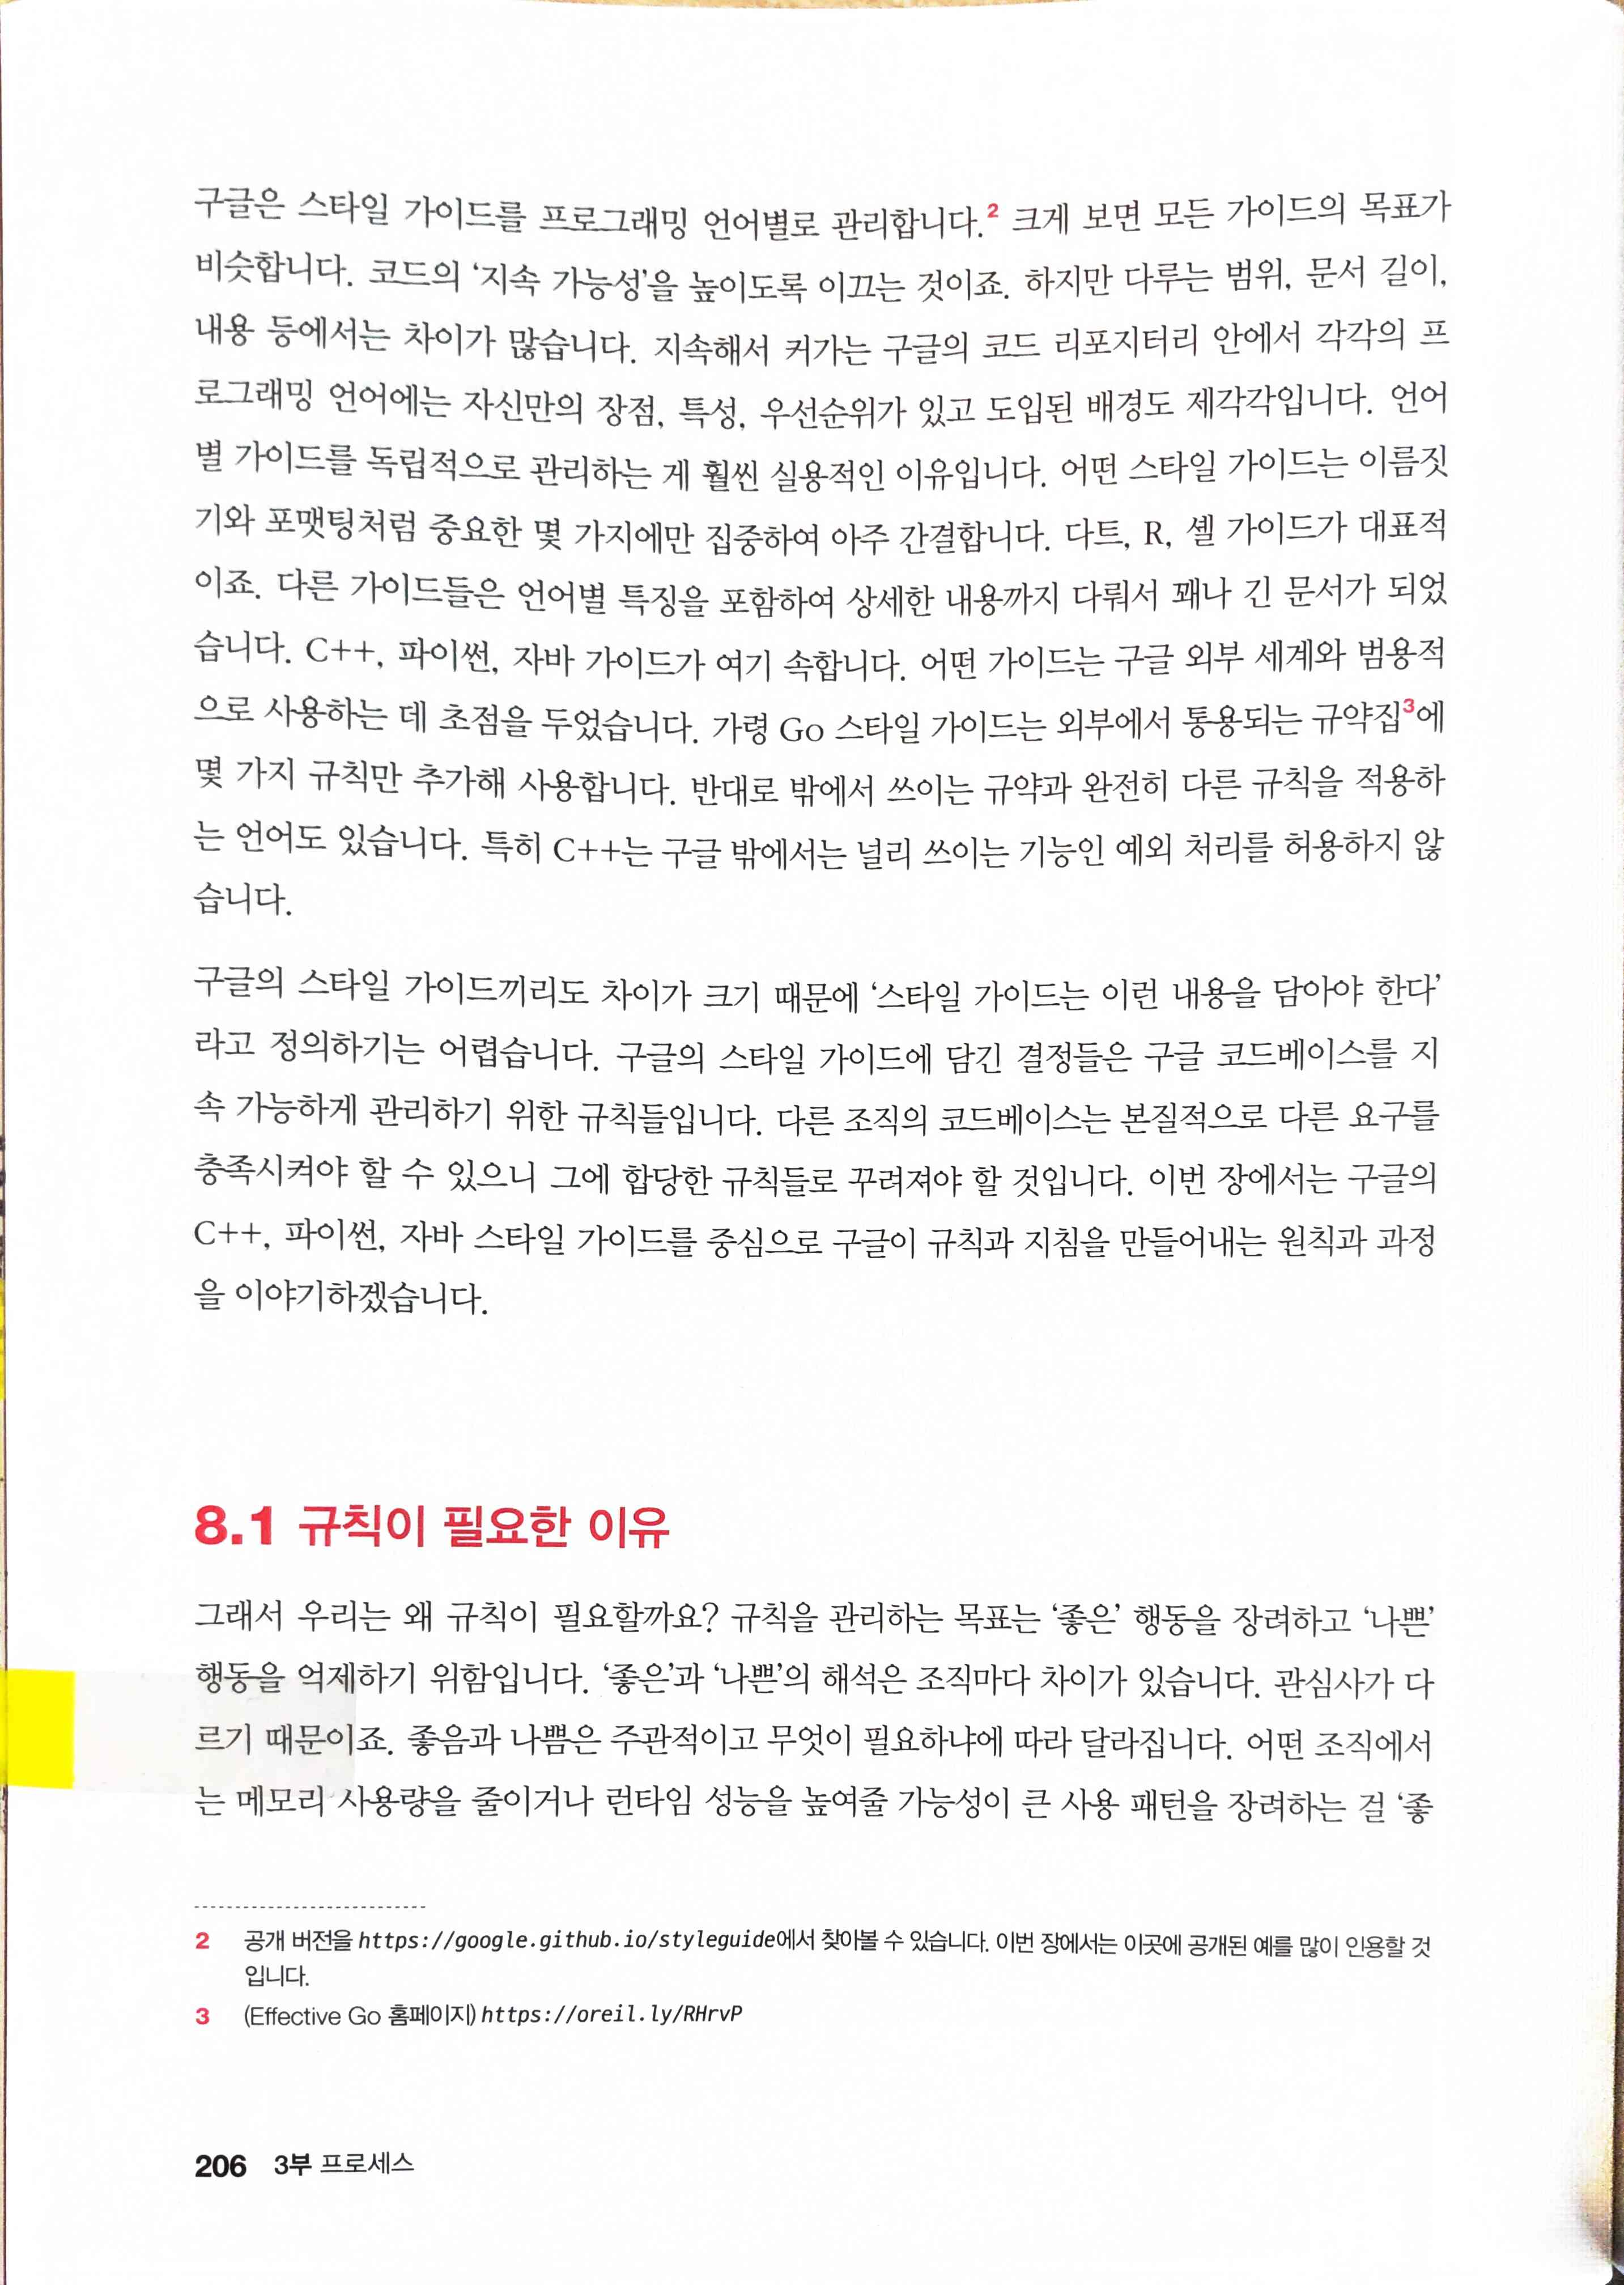 구글은 스타일 가이드를 프로그래밍 언어별로 관리합니다.2 크게 보면 모든 가이드의 목표가
비슷합니다. 코드의 ‘지속 가능성’을 높이도록 이끄는 것이죠. 하지만 다루는 범위, 문서 길이,
내용 등에서는 차이가 많습니다. 지속해서 커가는 구글의 코드 리포지터리 안에서 각각의 프
로그래밍 언어에는 자신만의 장점, 특성, 우선순위가 있고 도입된 배경도 제각각입니다. 언어
별 가이드를 독립적으로 관리하는 게 훨씬 실용적인 이유입니다. 어떤 스타일 가이드는 이름짓
기와 포맷팅처럼 중요한 몇 가지에만 집중하여 아주 간결합니다. 다트, R, 셸 가이드가 대표적
이죠. 다른 가이드들은 언어별 특징을 포함하여 상세한 내용까지 다뤄서 꽤나 긴 문서가 되었
습니다. C++, 파이썬, 자바 가이드가 여기 속합니다. 어떤 가이드는 구글 외부 세계와 범용적
으로 사용하는 데 초점을 두었습니다. 가령 Go 스타일 가이드는 외부에서 통용되는 규약집3에
몇 가지 규칙만 추가해 사용합니다. 반대로 밖에서 쓰이는 규약과 완전히 다른 규칙을 적용하
는 언어도 있습니다. 특히 C++는 구글 밖에서는 널리 쓰이는 기능인 예외 처리를 허용하지 않
습니다.
구글의 스타일 가이드끼리도 차이가 크기 때문에 ‘스타일 가이드는 이런 내용을 담아야 한다’
라고 정의하기는 어렵습니다. 구글의 스타일 가이드에 담긴 결정들은 구글 코드베이스를 지
속 가능하게 관리하기 위한 규칙들입니다. 다른 조직의 코드베이스는 본질적으로 다른 요구를
충족시켜야 할 수 있으니 그에 합당한 규칙들로 꾸려져야 할 것입니다. 이번 장에서는 구글의
C++, 파이썬, 자바 스타일 가이드를 중심으로 구글이 규칙과 지침을 만들어내는 원칙과 과정
을 이야기하겠습니다.
8.1 규칙이 필요한 이유
그래서 우리는 왜 규칙이 필요할까요? 규칙을 관리하는 목표는 ‘좋은’ 행동을 장려하고 ‘나쁜’
행동을 억제하기 위함입니다. ‘좋은’과 ‘나쁜’의 해석은 조직마다 차이가 있습니다. 관심사가 다
르기 때문이죠. 좋음과 나쁨은 주관적이고 무엇이 필요하냐에 따라 달라집니다. 어떤 조직에서
는 메모리 사용량을 줄이거나 런타임 성능을 높여줄 가능성이 큰 사용 패턴을 장려하는 걸 ‘좋
2 공개 버전을 https://google.github.io/styleguide에서 찾아볼 수 있습니다. 이번 장에서는 이곳에 공개된 예를 많이 인용할 것
입니다.
3 (Effective Go 홈페이지) https://oreil.ly/RHrvP
206 3부 프로세스